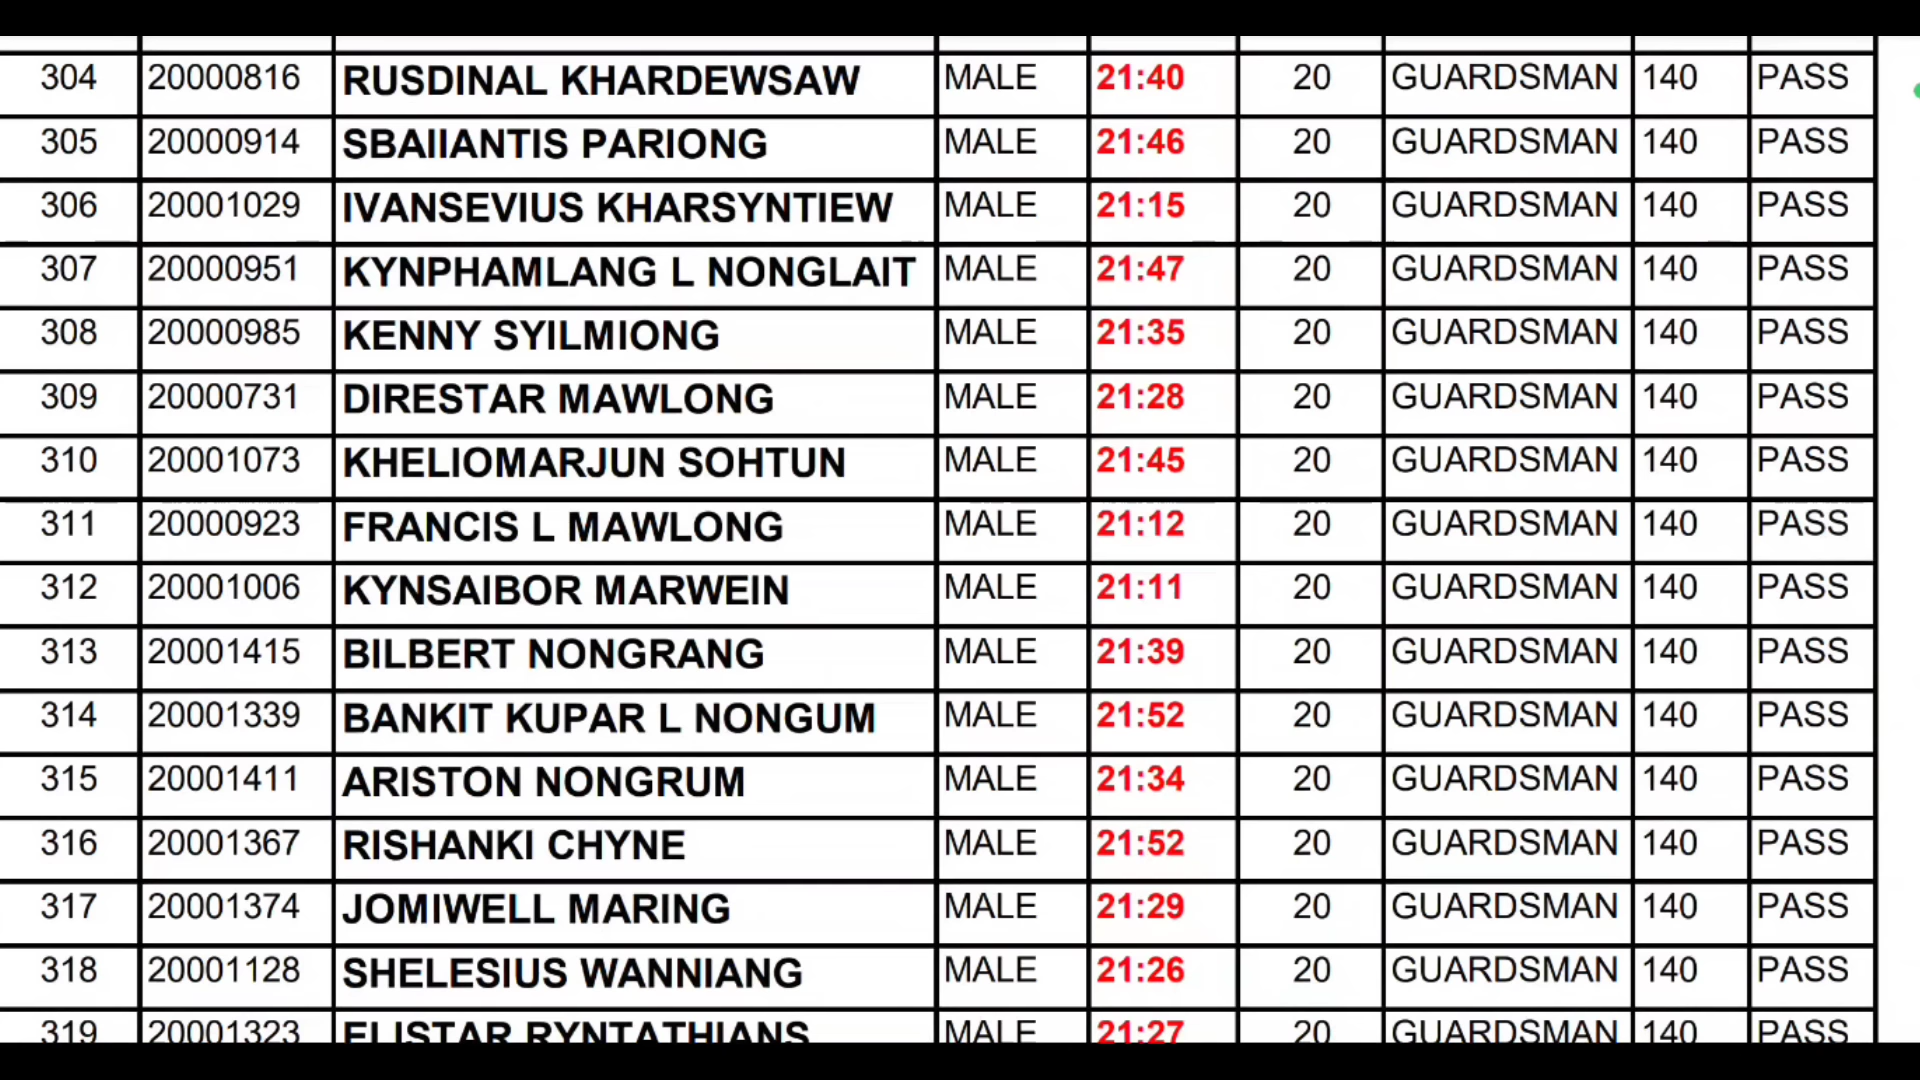 304 20000816 RUSDINAL KHARDEWSAW MALE 21:40 20 GUARDSMAN 140 PASS
305 20000914 SBAIIANTIS PARIONG MALE 21:46 20 GUARDSMAN 140 PASS
306 20001029 IVANSEVIUS KHARSYNTIEW MALE 21:15 20 GUARDSMAN 140 PASS
307 20000951 KYNPHAMLANG L NONGLAIT MALE 21:47 20 GUARDSMAN 140 PASS
308 20000985 KENNY SYILMIONG MALE 21:35 20 GUARDSMAN 140 PASS
309 20000731 DIRESTAR MAWLONG MALE 21:28 20 GUARDSMAN 140 PASS
310 20001073 KHELIOMARJUN SOHTUN MALE 21:45 20 GUARDSMAN 140 PASS
311 20000923 FRANCIS L MAWLONG MALE 21:12 20 GUARDSMAN 140 PASS
312 20001006 KYNSAIBOR MARWEIN MALE 21:11 20 GUARDSMAN 140 PASS
313 20001415 BILBERT NONGRANG MALE 21:39 20 GUARDSMAN 140 PASS
314 20001339 BANKIT KUPAR L NONGUM MALE 21:52 20 GUARDSMAN 140 PASS
315 20001411 ARISTON NONGRUM MALE 21:34 20 GUARDSMAN 140 PASS
316 20001367 RISHANKI CHYNE MALE 21:52 20 GUARDSMAN 140 PASS
317 20001374 JOMIWELL MARING MALE 21:29 20 GUARDSMAN 140 PASS
318 20001128 SHELESIUS WANNIANG MALE 21:26 20 GUARDSMAN 140 PASS
319 20001323 ELISTAR RYNTATHIANS MALE 21:27 20 GUARDSMAN 140 PASS